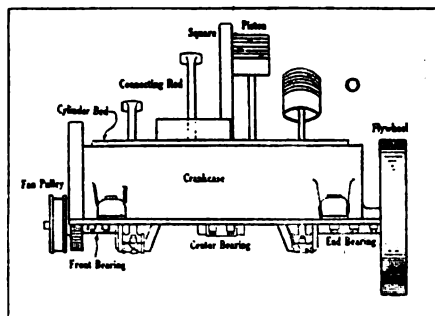 Piston
Square
Connecting Rod
Cylinder Bed
Flywheel
Fan Pulley
Crankcase
Center Bearing
End Bearing
Front Bearing